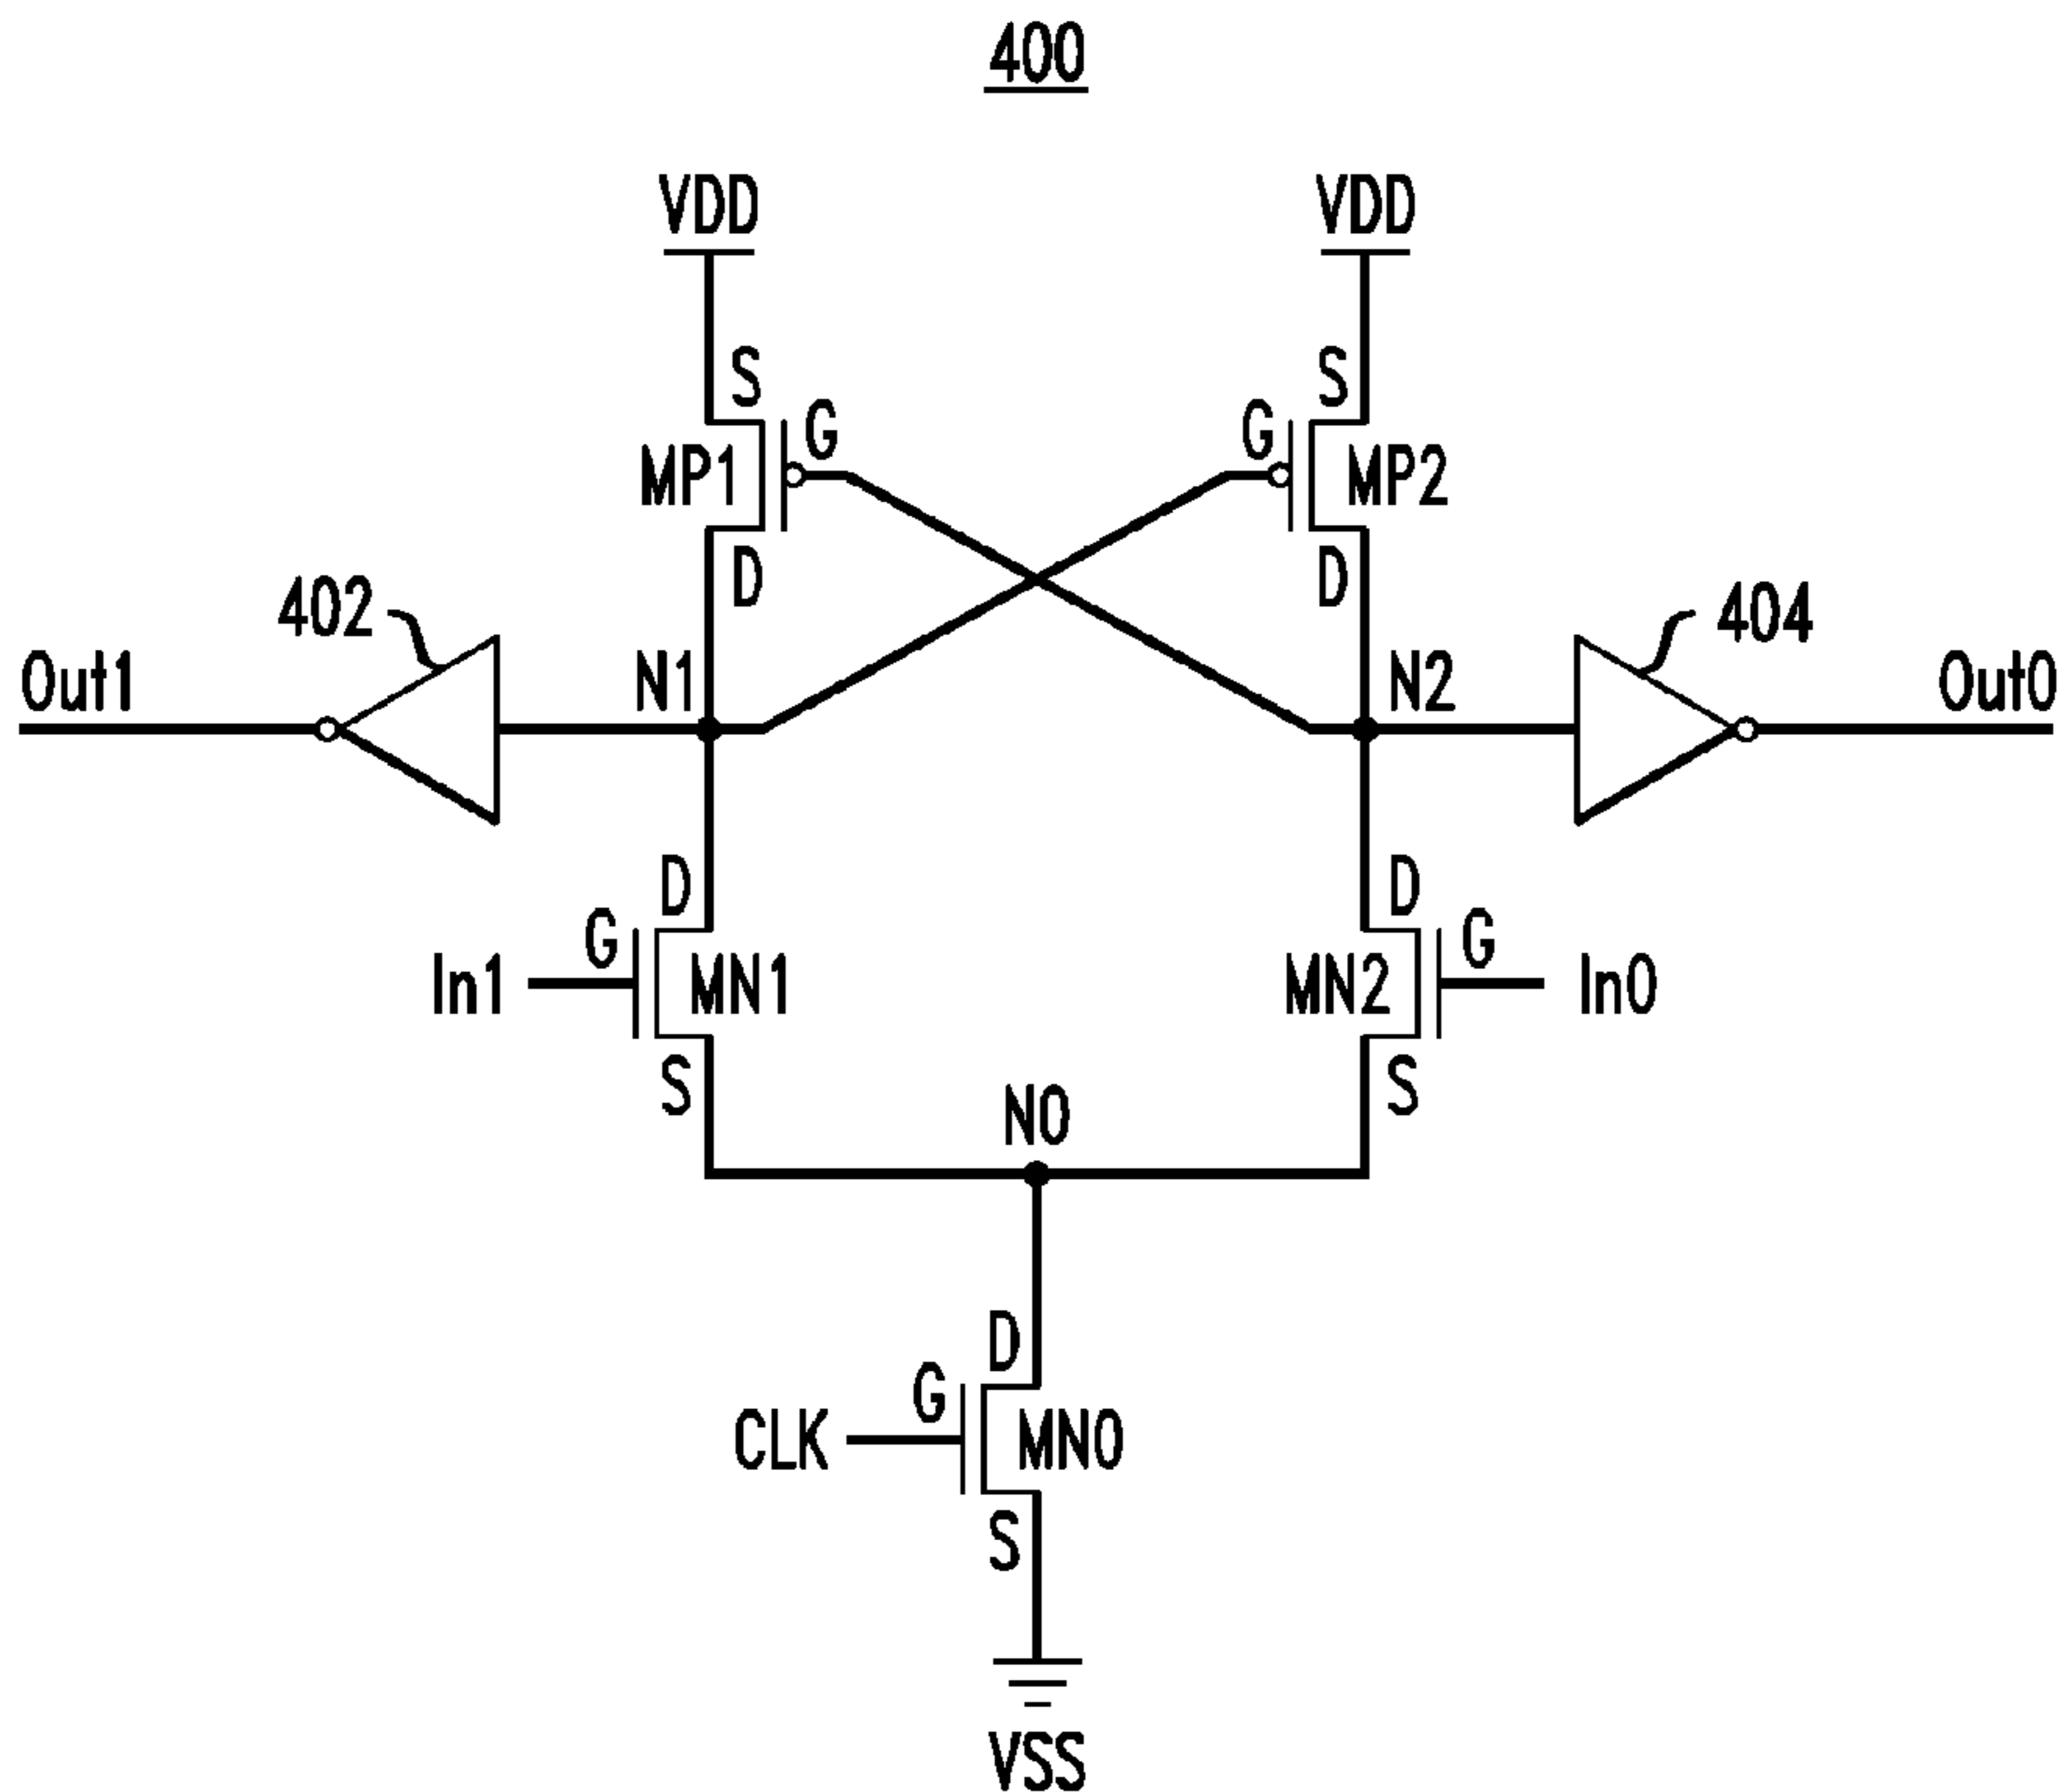 400
VDD VDD
S S
G G
MP1 MP2
D D
402 404
Out1 N1 N2 Out0
D D
G G
In1 MN1 MN2 In0
S S
N0
D
G
CLK MN0
S
VSS